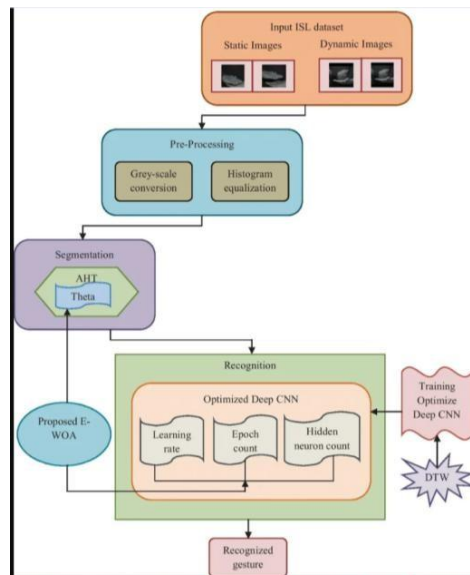 Input ISL dataset
Static Images
Dynamic Images
Pre-Processing
Grey-scale
conversion
Histogram
equalization
Segmentation
AHT
Theta
Recognition
Optimized Deep CNN
Learning
rate
Epoch
count
Hidden
neuron count
Training
Optimize
Deep CNN
Proposed E-
WOA
DTW
Recognized
gesture